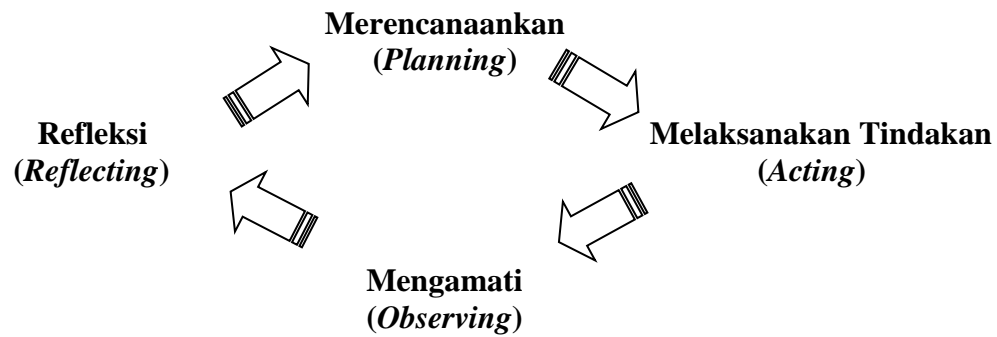 Merencanaankan
(Planning)
Refleksi
(Reflecting)
Melaksanakan Tindakan
(Acting)
Mengamati
(Observing)